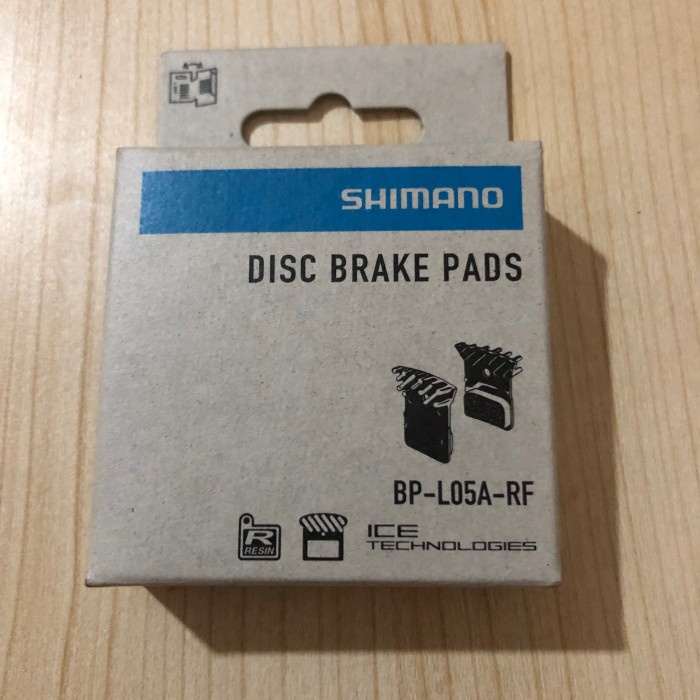 SHIMANO
DISC BRAKE PADS
BP-L05A-RF
R
RESIN
ICE
TECHNOLOGIES